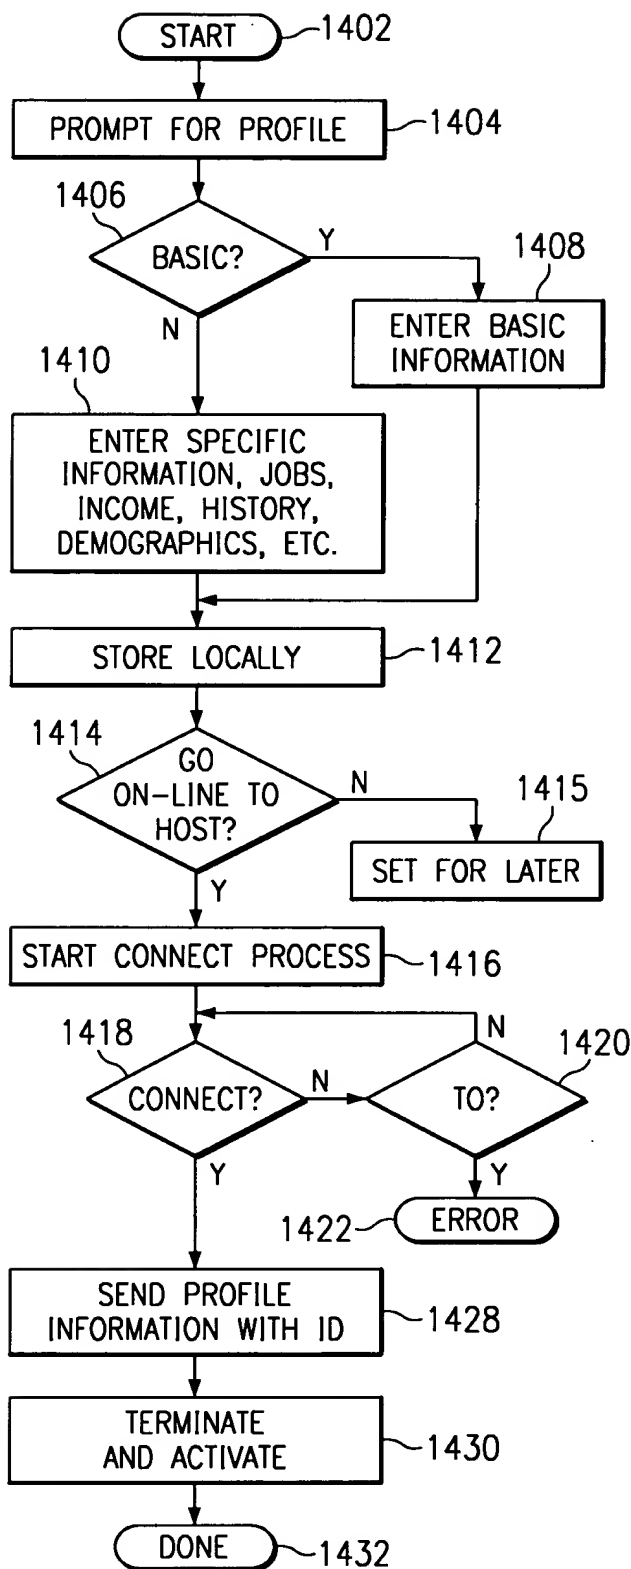 START
1402
PROMPT FOR PROFILE
1404
1406
BASIC?
Y
N
1408
ENTER BASIC
INFORMATION
1410
ENTER SPECIFIC
INFORMATION, JOBS,
INCOME, HISTORY,
DEMOGRAPHICS, ETC.
STORE LOCALLY
1412
1414
GO
ON-LINE TO
HOST?
N
Y
1415
SET FOR LATER
START CONNECT PROCESS
1416
1418
CONNECT?
N
Y
N
1420
TO?
Y
1422
ERROR
SEND PROFILE
INFORMATION WITH ID
1428
TERMINATE
AND ACTIVATE
1430
DONE
1432